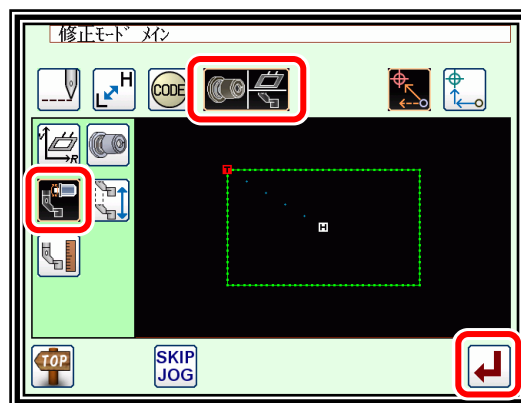 修正ﾓｰﾄﾞ ﾒｲﾝ
L H
CODE
R
T
H
TOP
SKIP
JOG